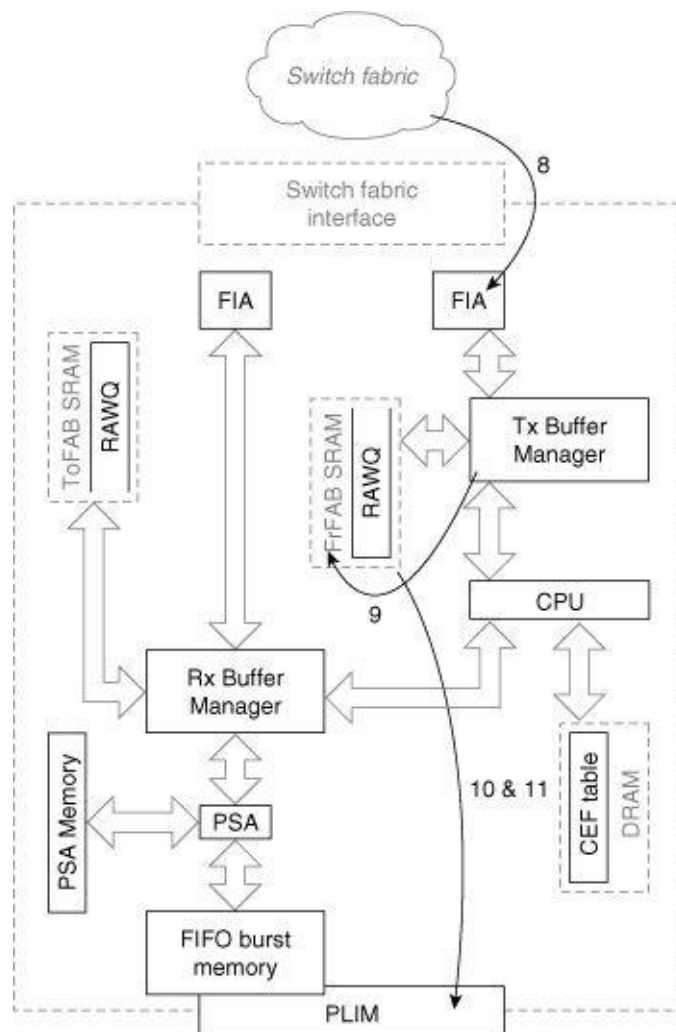 Switch fabric
8
Switch fabric
interface
FIA
FIA
ToFAB SRAM
RAWQ
FrFAB SRAM
RAWQ
Tx Buffer
Manager
9
CPU
Rx Buffer
Manager
10 & 11
PSA Memory
PSA
CEF table
DRAM
FIFO burst
memory
PLIM